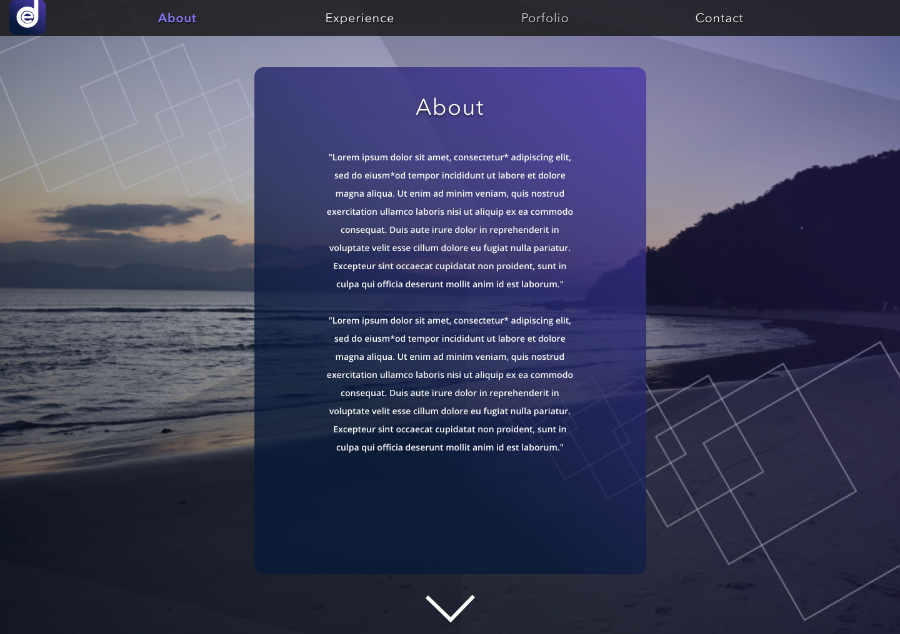 de
About
Experience
Porfolio
Contact
About
"Lorem ipsum dolor sit amet, consectetur* adipiscing elit,
sed do eiusm*od tempor incididunt ut labore et dolore
magna aliqua. Ut enim ad minim veniam, quis nostrud
exercitation ullamco laboris nisi ut aliquip ex ea commodo
consequat. Duis aute irure dolor in reprehenderit in
voluptate velit esse cillum dolore eu fugiat nulla pariatur.
Excepteur sint occaecat cupidatat non proident, sunt in
culpa qui officia deserunt mollit anim id est laborum."
"Lorem ipsum dolor sit amet, consectetur* adipiscing elit,
sed do eiusm*od tempor incididunt ut labore et dolore
magna aliqua. Ut enim ad minim veniam, quis nostrud
exercitation ullamco laboris nisi ut aliquip ex ea commodo
consequat. Duis aute irure dolor in reprehenderit in
voluptate velit esse cillum dolore eu fugiat nulla pariatur.
Excepteur sint occaecat cupidatat non proident, sunt in
culpa qui officia deserunt mollit anim id est laborum."